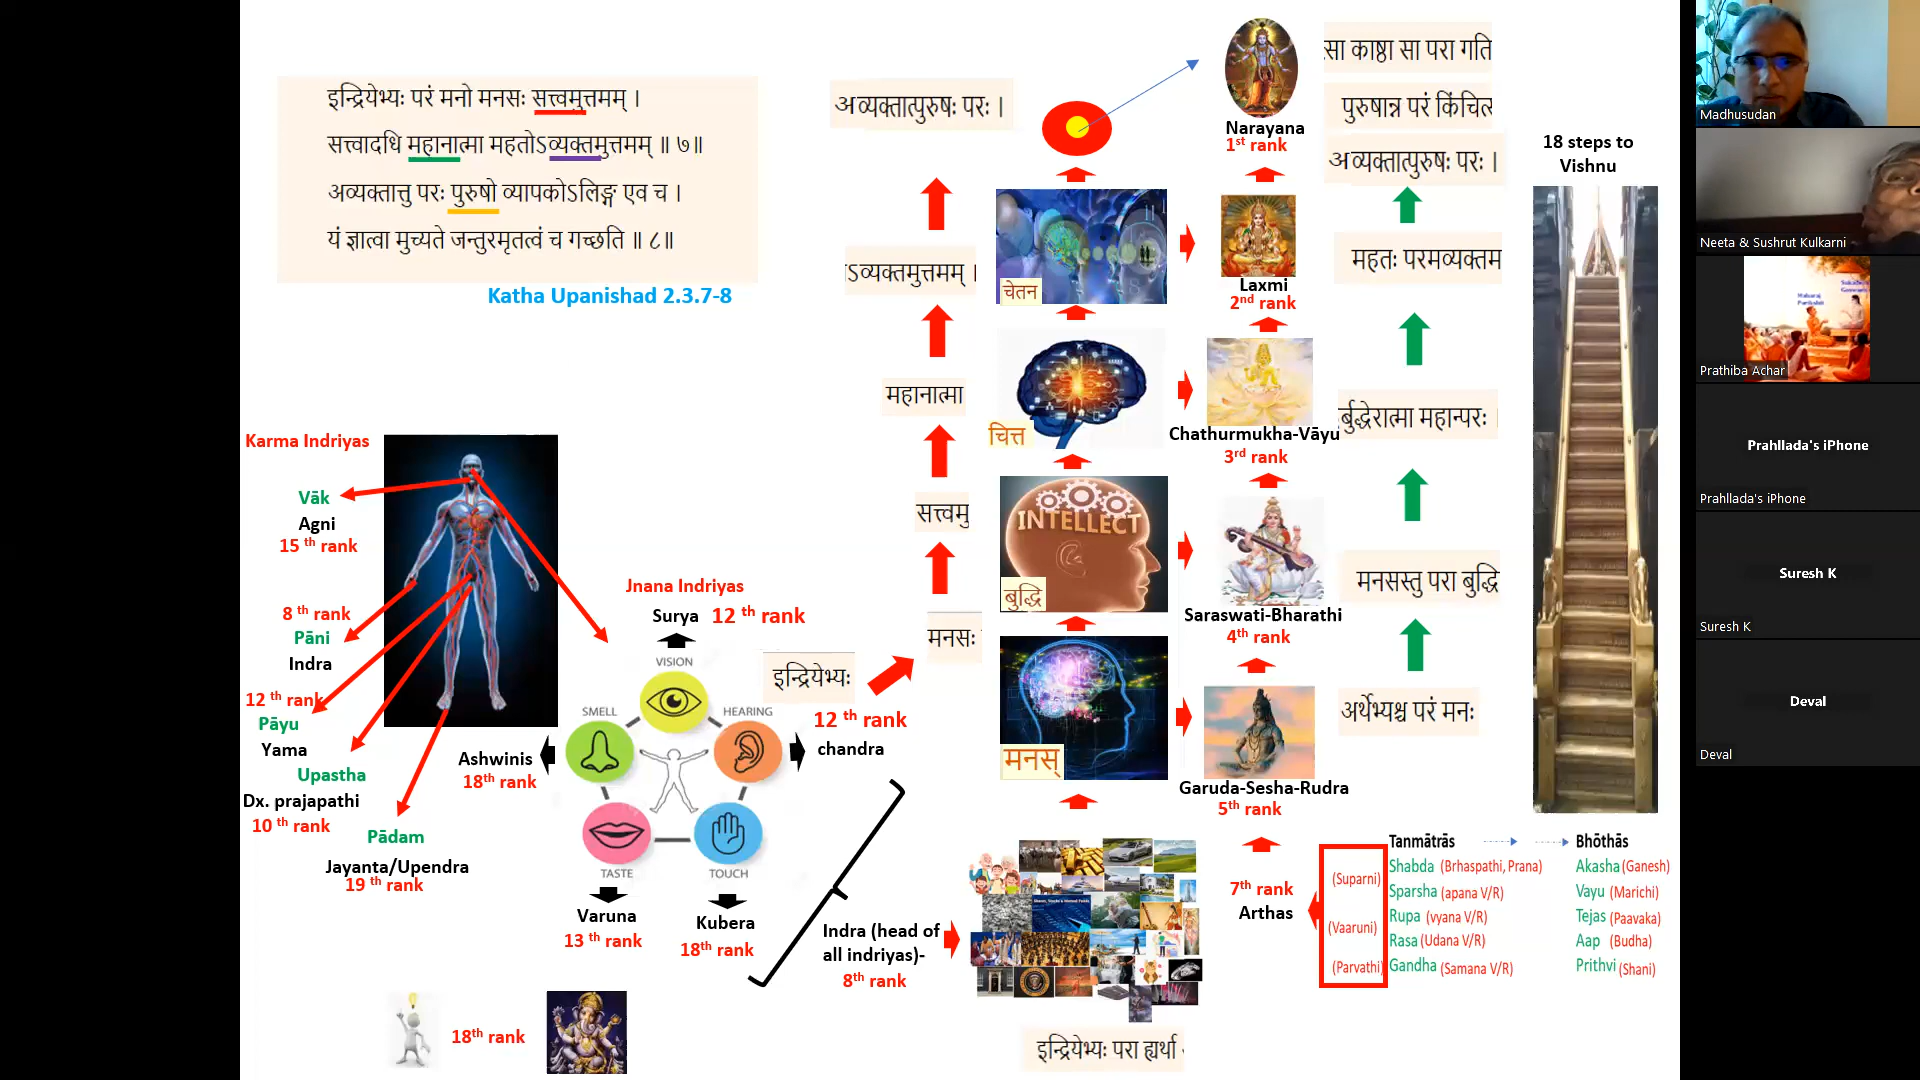 इन्द्रियेभ्यः परं मनो मनसः सत्त्वमुत्तमम् ।
सत्त्वादधि महानात्मा महतोऽव्यक्तमुत्तमम् ॥ ७॥
अव्यक्तात्तु परः पुरुषो व्यापकोऽलिङ्ग एव च ।
यं ज्ञात्वा मुच्यते जन्तुरमृतत्वं च गच्छति ॥ ८॥
Katha Upanishad 2.3.7-8
Karma Indriyas
Vāk
Agni
15 th rank
8 th rank
Pāni
Indra
12 th rank
Pāyu
Yama
Upastha
Dx. prajapathi
10 th rank
Pādam
Jayanta/Upendra
19 th rank
18th rank
Jnana Indriyas
Surya 12 th rank
VISION
SMELL
HEARING
TASTE
TOUCH
Ashwinis
18th rank
12 th rank
chandra
Varuna
13 th rank
Kubera
18th rank
इन्द्रियेभ्यः
मनसः
सत्त्वमु
महानात्मा
ऽव्यक्तमुत्तमम् ।
अव्यक्तात्पुरुषः परः ।
Indra (head of
all indriyas)-
8th rank
चेतन
चित्त
INTELLECT
बुद्धि
मनस्
इन्द्रियेभ्यः परा ह्यर्था
Narayana
1st rank
Laxmi
2nd rank
Chathurmukha-Vāyu
3rd rank
Saraswati-Bharathi
4th rank
Garuda-Sesha-Rudra
5th rank
7th rank
Arthas
सा काष्ठा सा परा गति
पुरुषान्न परं किंचित्
अव्यक्तात्पुरुषः परः ।
महतः परमव्यक्तम
र्बुद्धेरात्मा महान्परः ।
मनसस्तु परा बुद्धि
अर्थेभ्यश्च परं मनः
(Suparni)
(Vaaruni)
(Parvathi)
Tanmātrās
Shabda (Brhaspathi, Prana)
Sparsha (apana V/R)
Rupa (vyana V/R)
Rasa (Udana V/R)
Gandha (Samana V/R)
Bhōthās
Akasha (Ganesh)
Vayu (Marichi)
Tejas (Paavaka)
Aap (Budha)
Prithvi (Shani)
18 steps to
Vishnu
Madhusudan
Neeta & Sushrut Kulkarni
Prathiba Achar
Prahllada's iPhone
Prahllada's iPhone
Suresh K
Suresh K
Deval
Deval